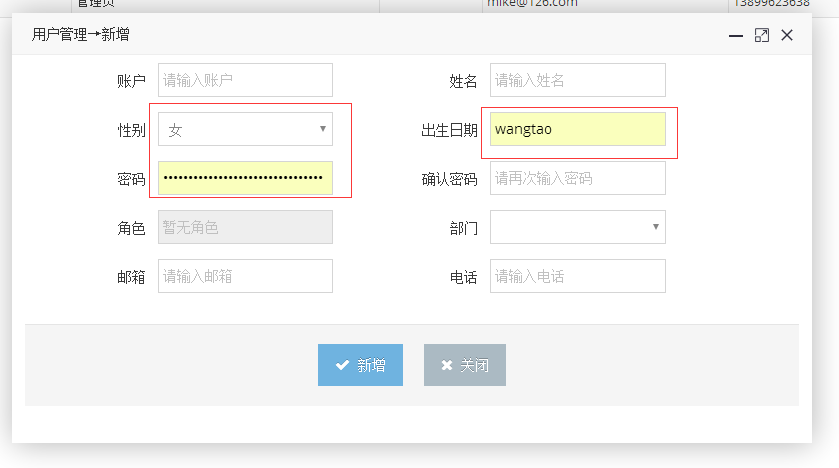 管理员 mike@126.com 13899623638
用户管理→新增
账户 请输入账户 姓名 请输入姓名
性别 女 出生日期 wangtao
密码 •••••••••••••••••••••••••••••••• 确认密码 请再次输入密码
角色 暂无角色 部门
邮箱 请输入邮箱 电话 请输入电话
新增 关闭